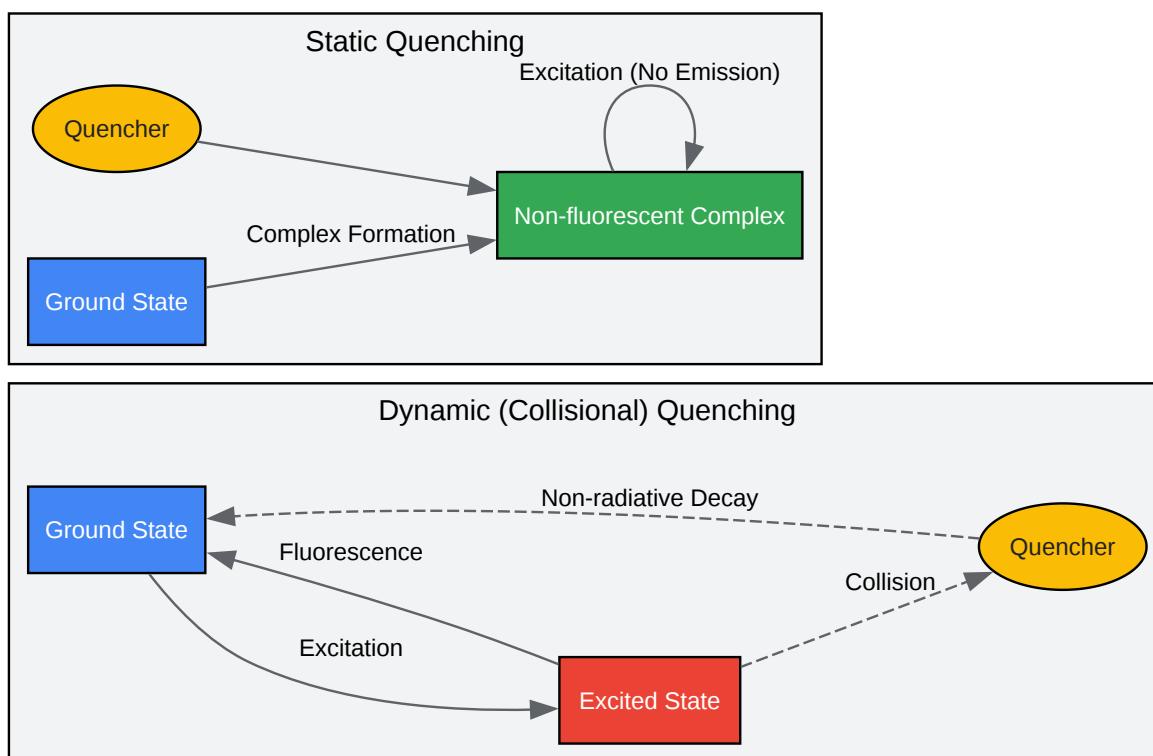 Static Quenching
Excitation (No Emission)
Quencher
Non-fluorescent Complex
Complex Formation
Ground State
Dynamic (Collisional) Quenching
Non-radiative Decay
Ground State
Quencher
Fluorescence
Collision
Excitation
Excited State